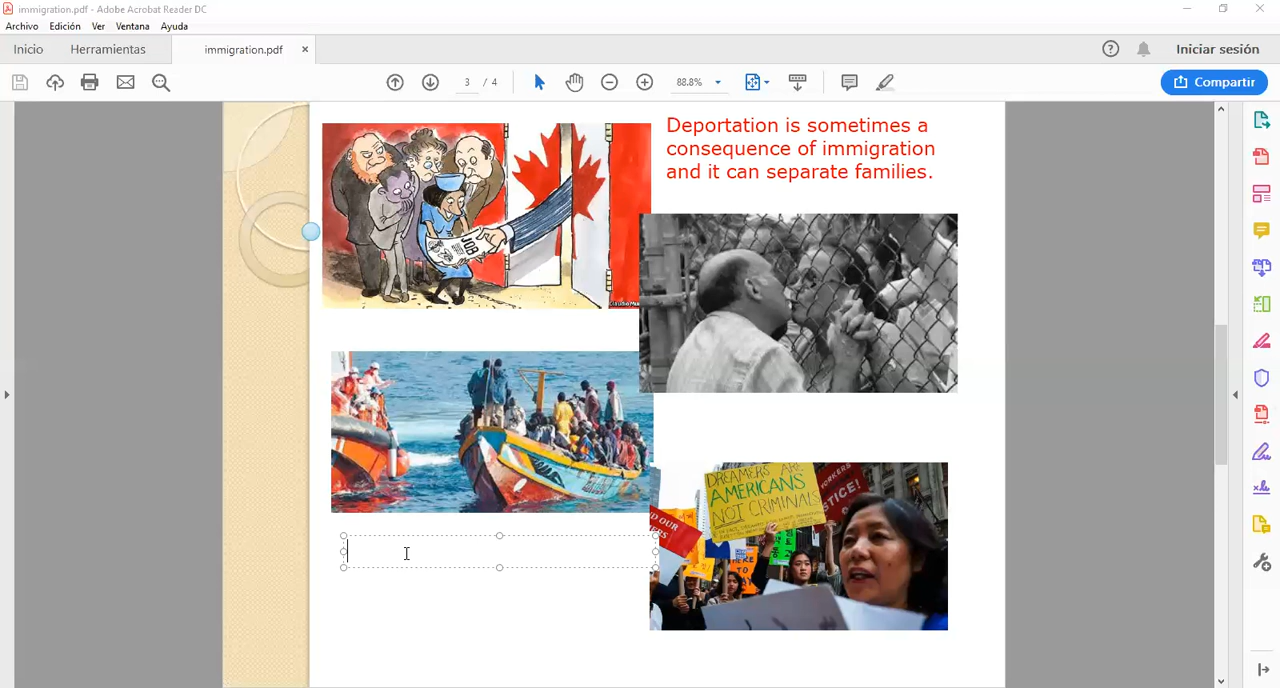 immigration.pdf - Adobe Acrobat Reader DC
Archivo Edición Ver Ventana Ayuda
Inicio Herramientas immigration.pdf × ? Iniciar sesión
3 / 4 88.8% Compartir
Deportation is sometimes a
consequence of immigration
and it can separate families.
JOB
DREAMERS ARE
AMERICANS
NOT CRIMINALS